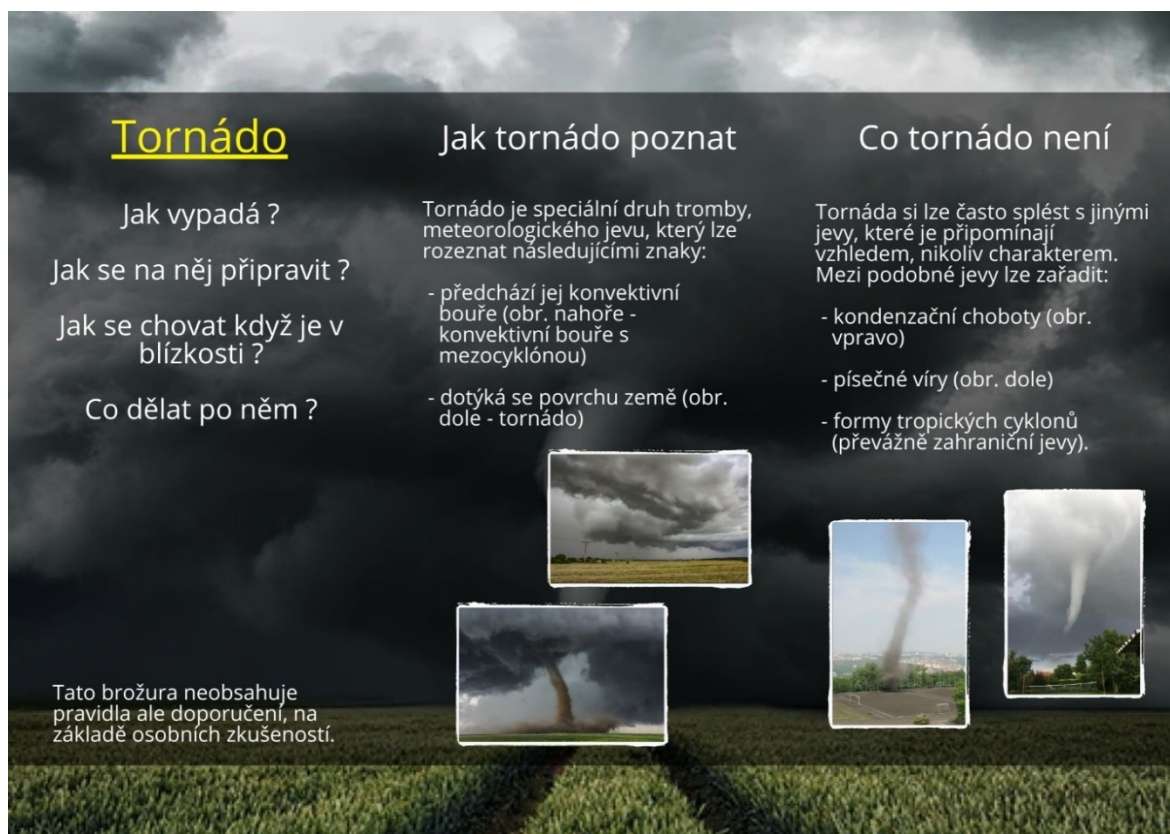 Tornádo
Jak vypadá ?
Jak se na něj připravit ?
Jak se chovat když je v
blízkosti ?
Co dělat po něm ?
Tato brožura neobsahuje
pravidla ale doporučení, na
základě osobních zkušeností.
Jak tornádo poznat
Tornádo je speciální druh tromby,
meteorologického jevu, který lze
rozeznat následujícími znaky:
- předchází jej konvektivní
bouře (obr. nahoře -
konvektivní bouře s
mezocyklónou)
- dotýká se povrchu země (obr.
dole - tornádo)
Co tornádo není
Tornáda si lze často splést s jinými
jevy, které je připomínají
vzhledem, nikoliv charakterem.
Mezi podobné jevy lze zařadit:
- kondenzační choboty (obr.
vpravo)
- písečné víry (obr. dole)
- formy tropických cyklonů
(převážně zahraniční jevy).